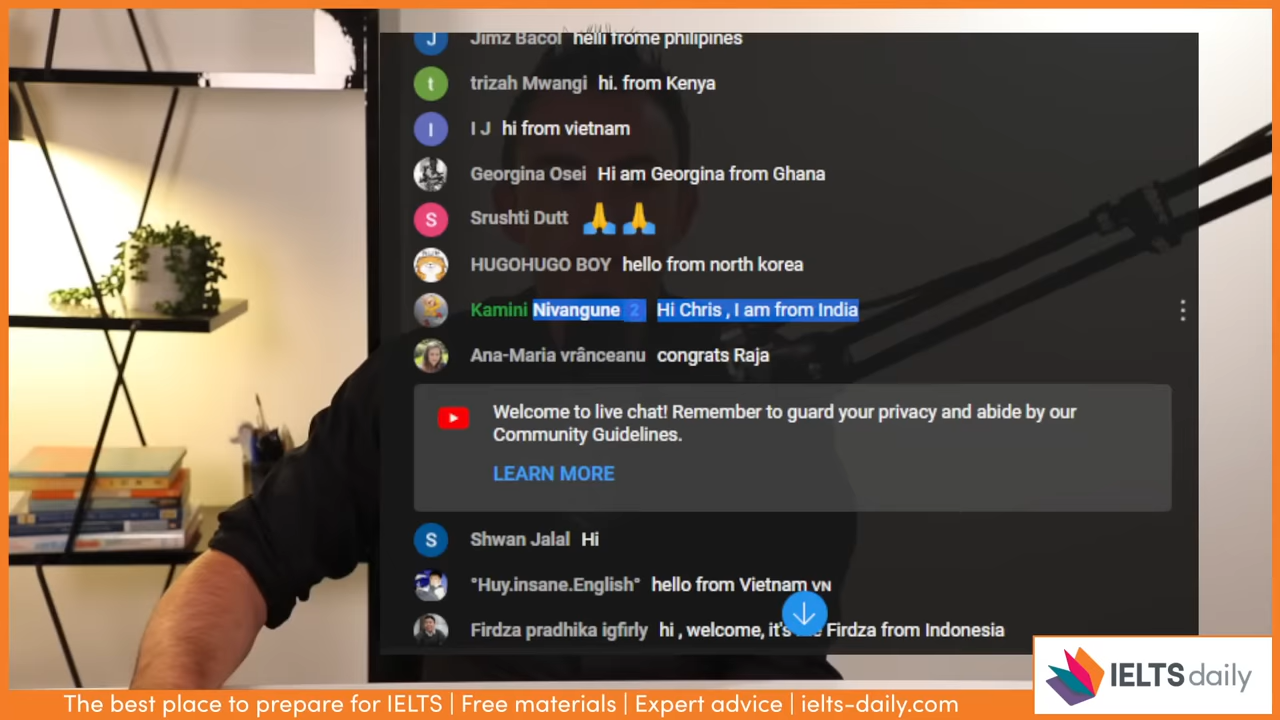 Jimz Bacol helli frome philipines
t trizah Mwangi hi. from Kenya
I I J hi from vietnam
Georgina Osei Hi am Georgina from Ghana
S Srushti Dutt 🙏🙏
HUGOHUGO BOY hello from north korea
Kamini Nivangune 2 Hi Chris , I am from India
Ana-Maria vrânceanu congrats Raja
Welcome to live chat! Remember to guard your privacy and abide by our
Community Guidelines.
LEARN MORE
S Shwan Jalal Hi
°Huy.insane.English° hello from Vietnam VN
Firdza pradhika igfirly hi , welcome, it's Firdza from Indonesia
IELTS daily
The best place to prepare for IELTS | Free materials | Expert advice | ielts-daily.com